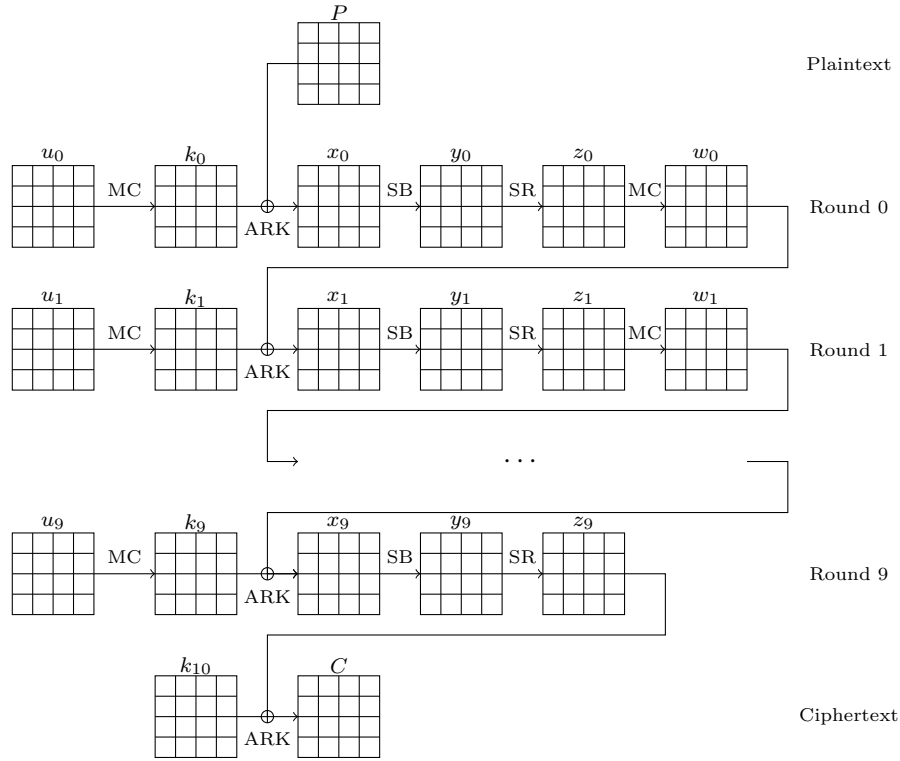 P
Plaintext
u₀ k₀ x₀ y₀ z₀ w₀
MC SB SR MC
ARK
Round 0
u₁ k₁ x₁ y₁ z₁ w₁
MC SB SR MC
ARK
Round 1
···
u₉ k₉ x₉ y₉ z₉
MC SB SR
ARK
Round 9
k₁₀ C
ARK
Ciphertext